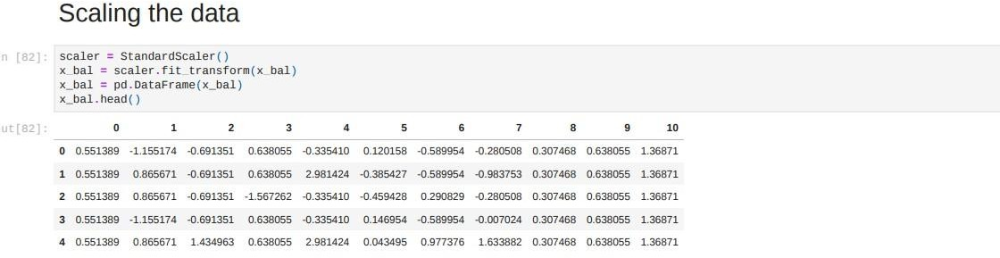 Scaling the data
n [82]: scaler = StandardScaler()
x_bal = scaler.fit_transform(x_bal)
x_bal = pd.DataFrame(x_bal)
x_bal.head()
ut[82]: 0 1 2 3 4 5 6 7 8 9 10
0 0.551389 -1.155174 -0.691351 0.638055 -0.335410 0.120158 -0.589954 -0.280508 0.307468 0.638055 1.36871
1 0.551389 0.865671 -0.691351 0.638055 2.981424 -0.385427 -0.589954 -0.983753 0.307468 0.638055 1.36871
2 0.551389 0.865671 -0.691351 -1.567262 -0.335410 -0.459428 0.290829 -0.280508 0.307468 0.638055 1.36871
3 0.551389 -1.155174 -0.691351 0.638055 -0.335410 0.146954 -0.589954 -0.007024 0.307468 0.638055 1.36871
4 0.551389 0.865671 1.434963 0.638055 2.981424 0.043495 0.977376 1.633882 0.307468 0.638055 1.36871